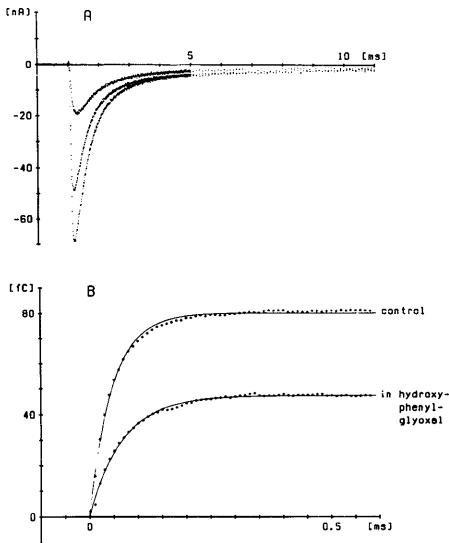 [nA]
A
5
10 [ms]
0
-20
-40
-60
[fC]
B
80
control
40
in hydroxy-
phenyl-
glyoxal
0
0
0.5
[ms]